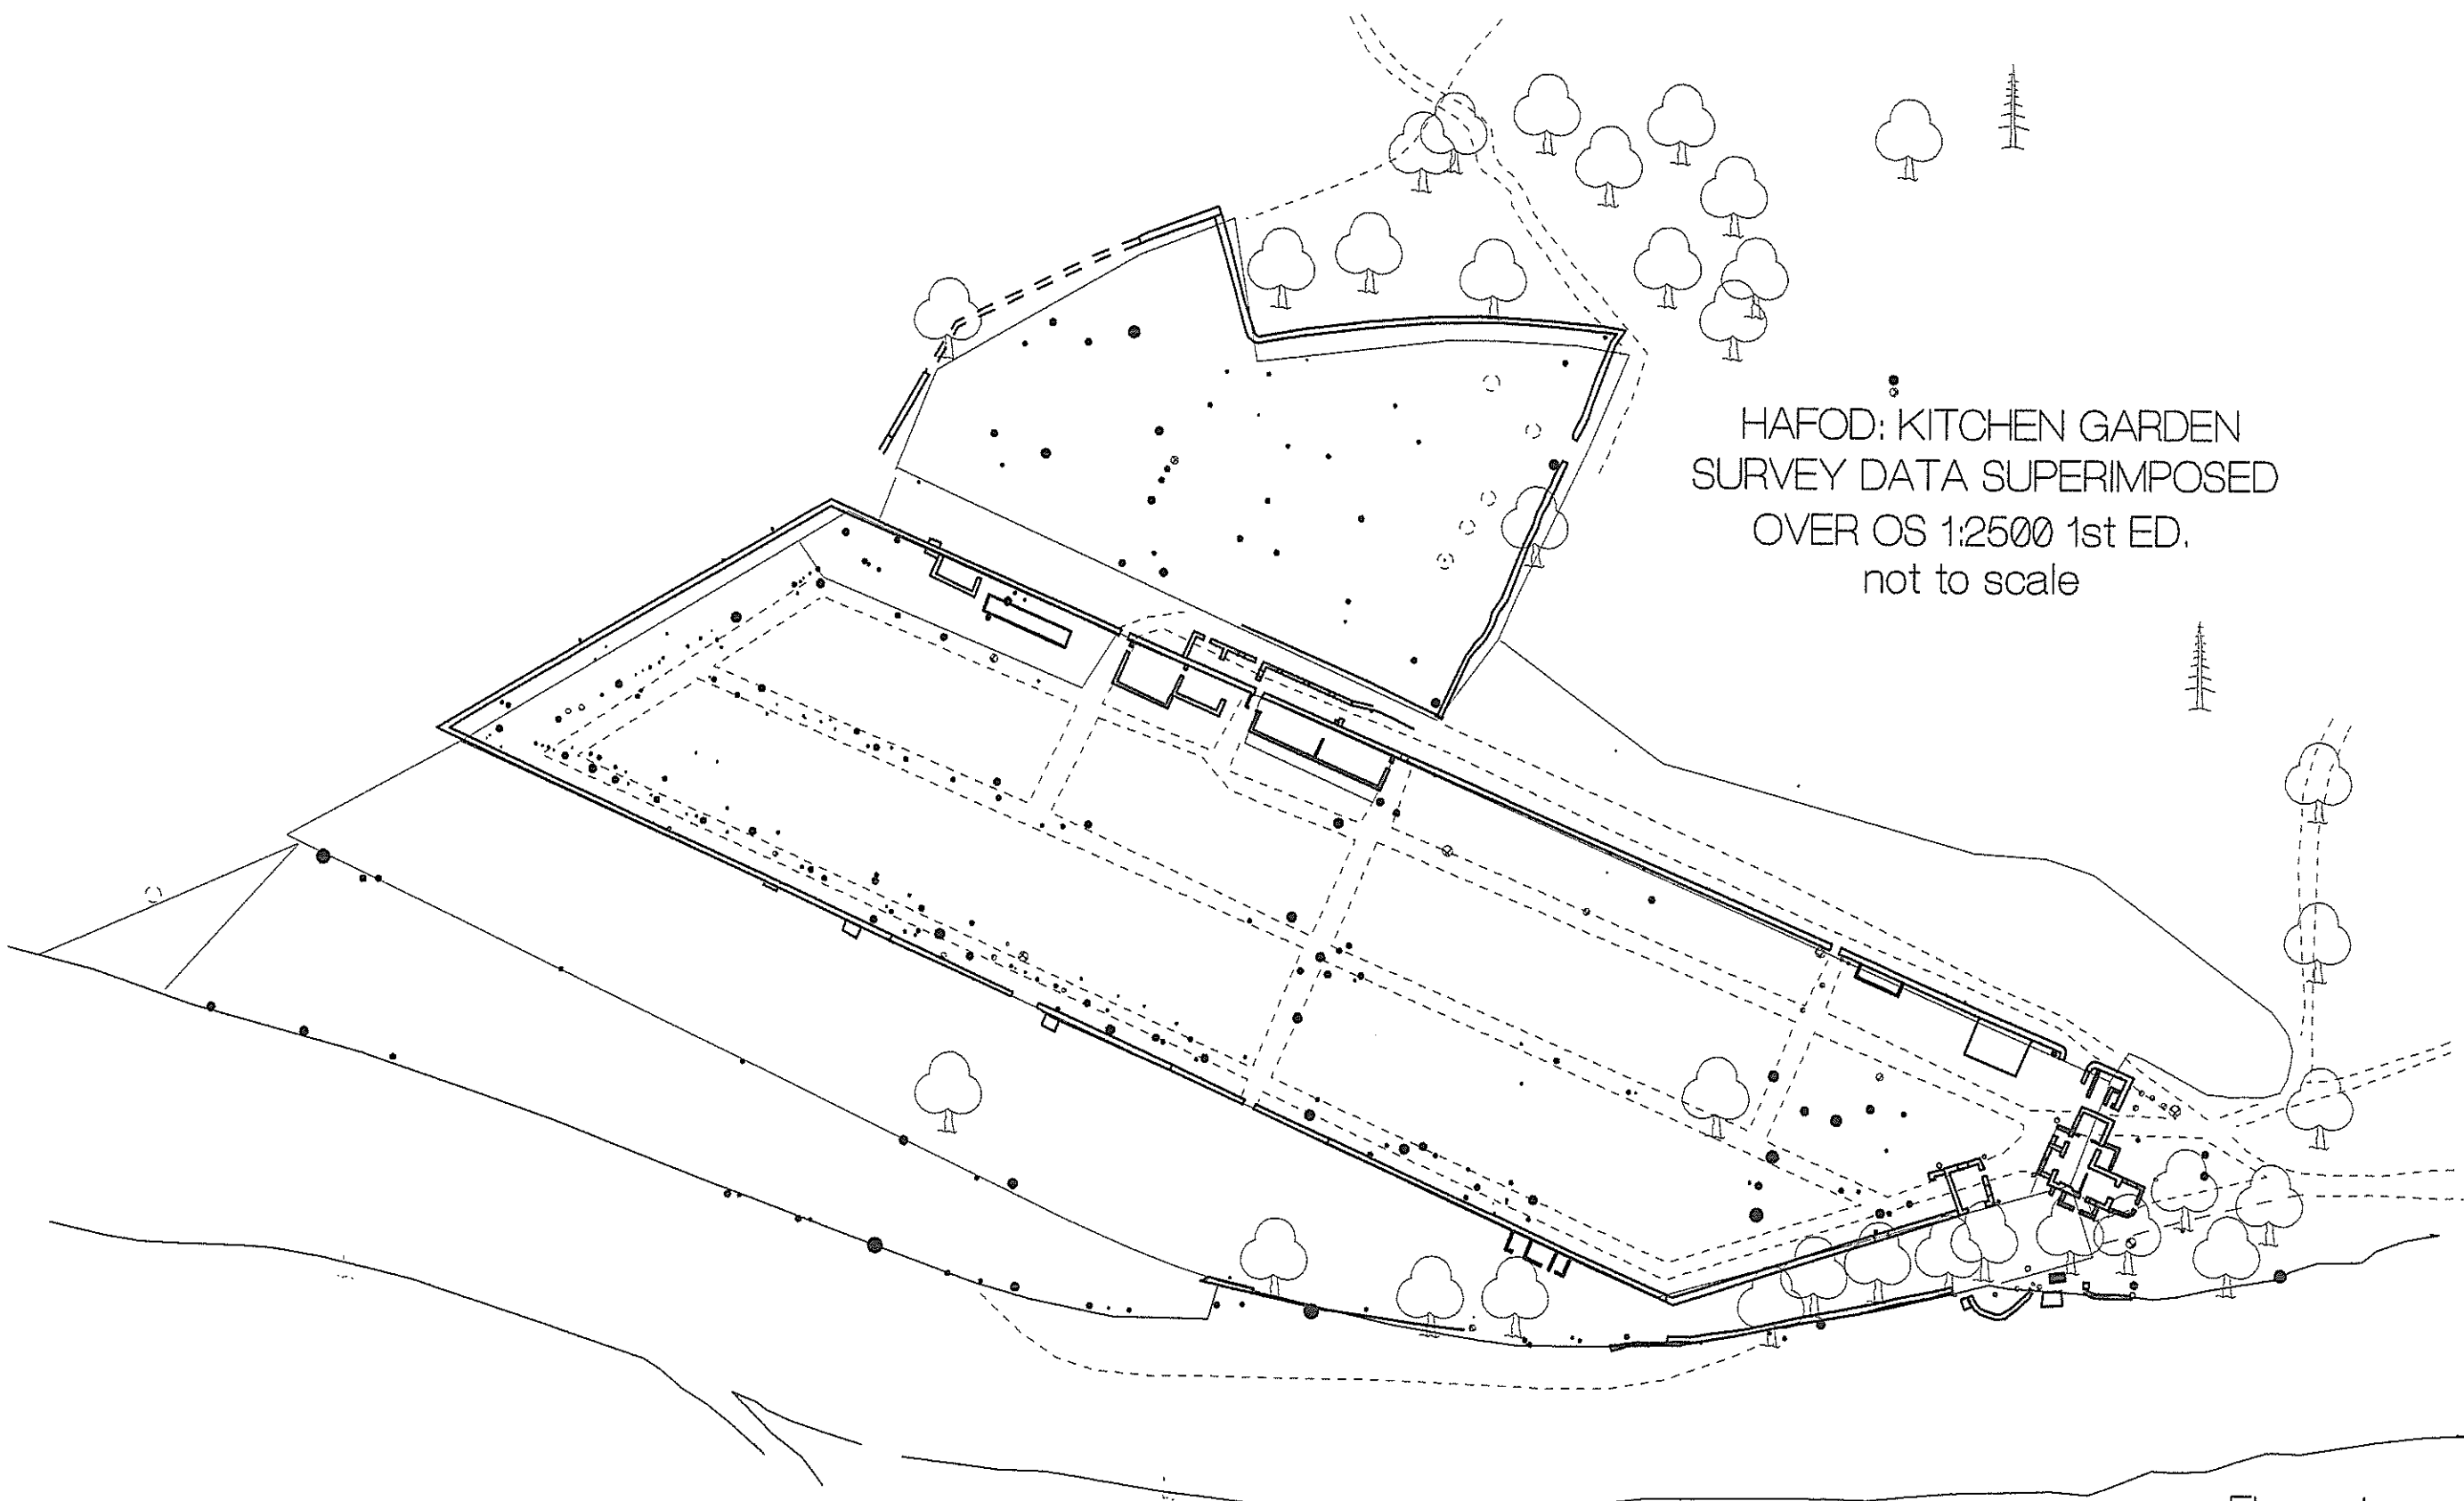 HAFOD: KITCHEN GARDEN
SURVEY DATA SUPERIMPOSED
OVER OS 1:2500 1st ED.
not to scale